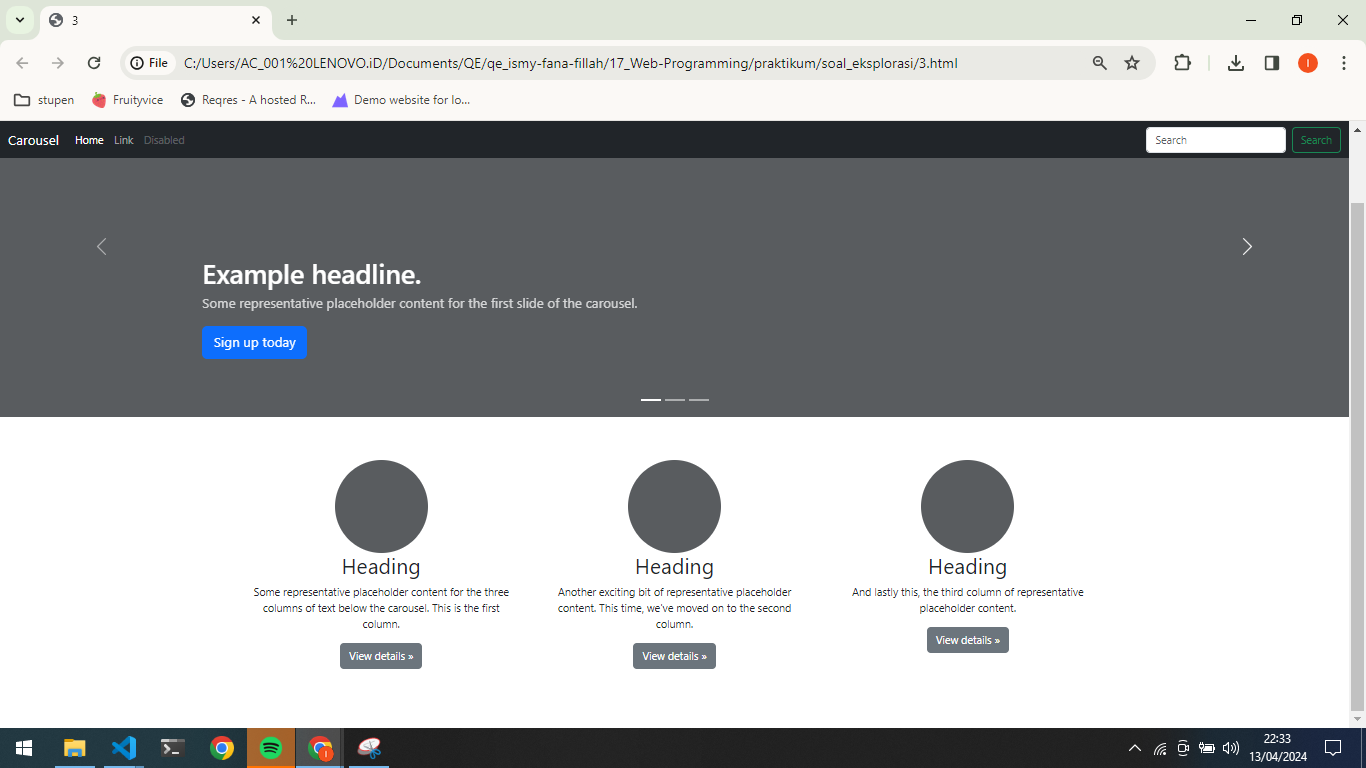 3
File C:/Users/AC_001%20LENOVO.iD/Documents/QE/qe_ismy-fana-fillah/17_Web-Programming/praktikum/soal_eksplorasi/3.html I
stupen Fruityvice Reqres - A hosted R... Demo website for lo...
Carousel Home Link Disabled Search Search
Example headline.
Some representative placeholder content for the first slide of the carousel.
Sign up today
Heading
Some representative placeholder content for the three
columns of text below the carousel. This is the first
column.
View details »
Heading
Another exciting bit of representative placeholder
content. This time, we've moved on to the second
column.
View details »
Heading
And lastly this, the third column of representative
placeholder content.
View details »
I
22:33
13/04/2024